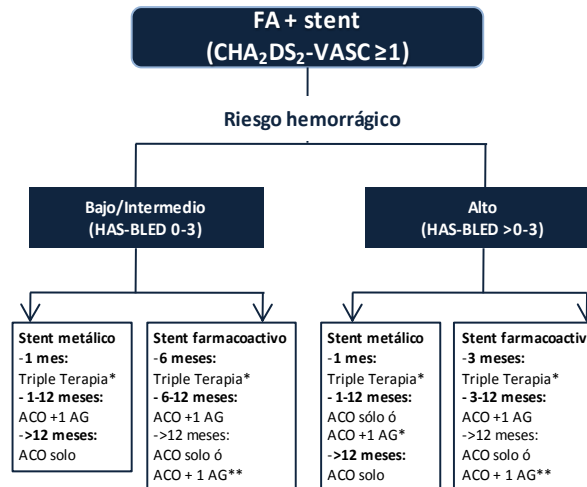 FA + stent
(CHA₂DS₂-VASC ≥1)
Riesgo hemorrágico
Bajo/Intermedio
(HAS-BLED 0-3)
Alto
(HAS-BLED >0-3)
Stent metálico
-1 mes:
Triple Terapia*
- 1-12 meses:
ACO +1 AG
->12 meses:
ACO solo
Stent farmacoactivo
-6 meses:
Triple Terapia*
- 6-12 meses:
ACO +1 AG
->12 meses:
ACO solo ó
ACO + 1 AG**
Stent metálico
-1 mes:
Triple Terapia*
- 1-12 meses:
ACO sólo ó
ACO +1 AG*
->12 meses:
ACO solo
Stent farmacoactivo
-3 meses:
Triple Terapia*
- 3-12 meses:
ACO +1 AG
->12 meses:
ACO solo ó
ACO + 1 AG**